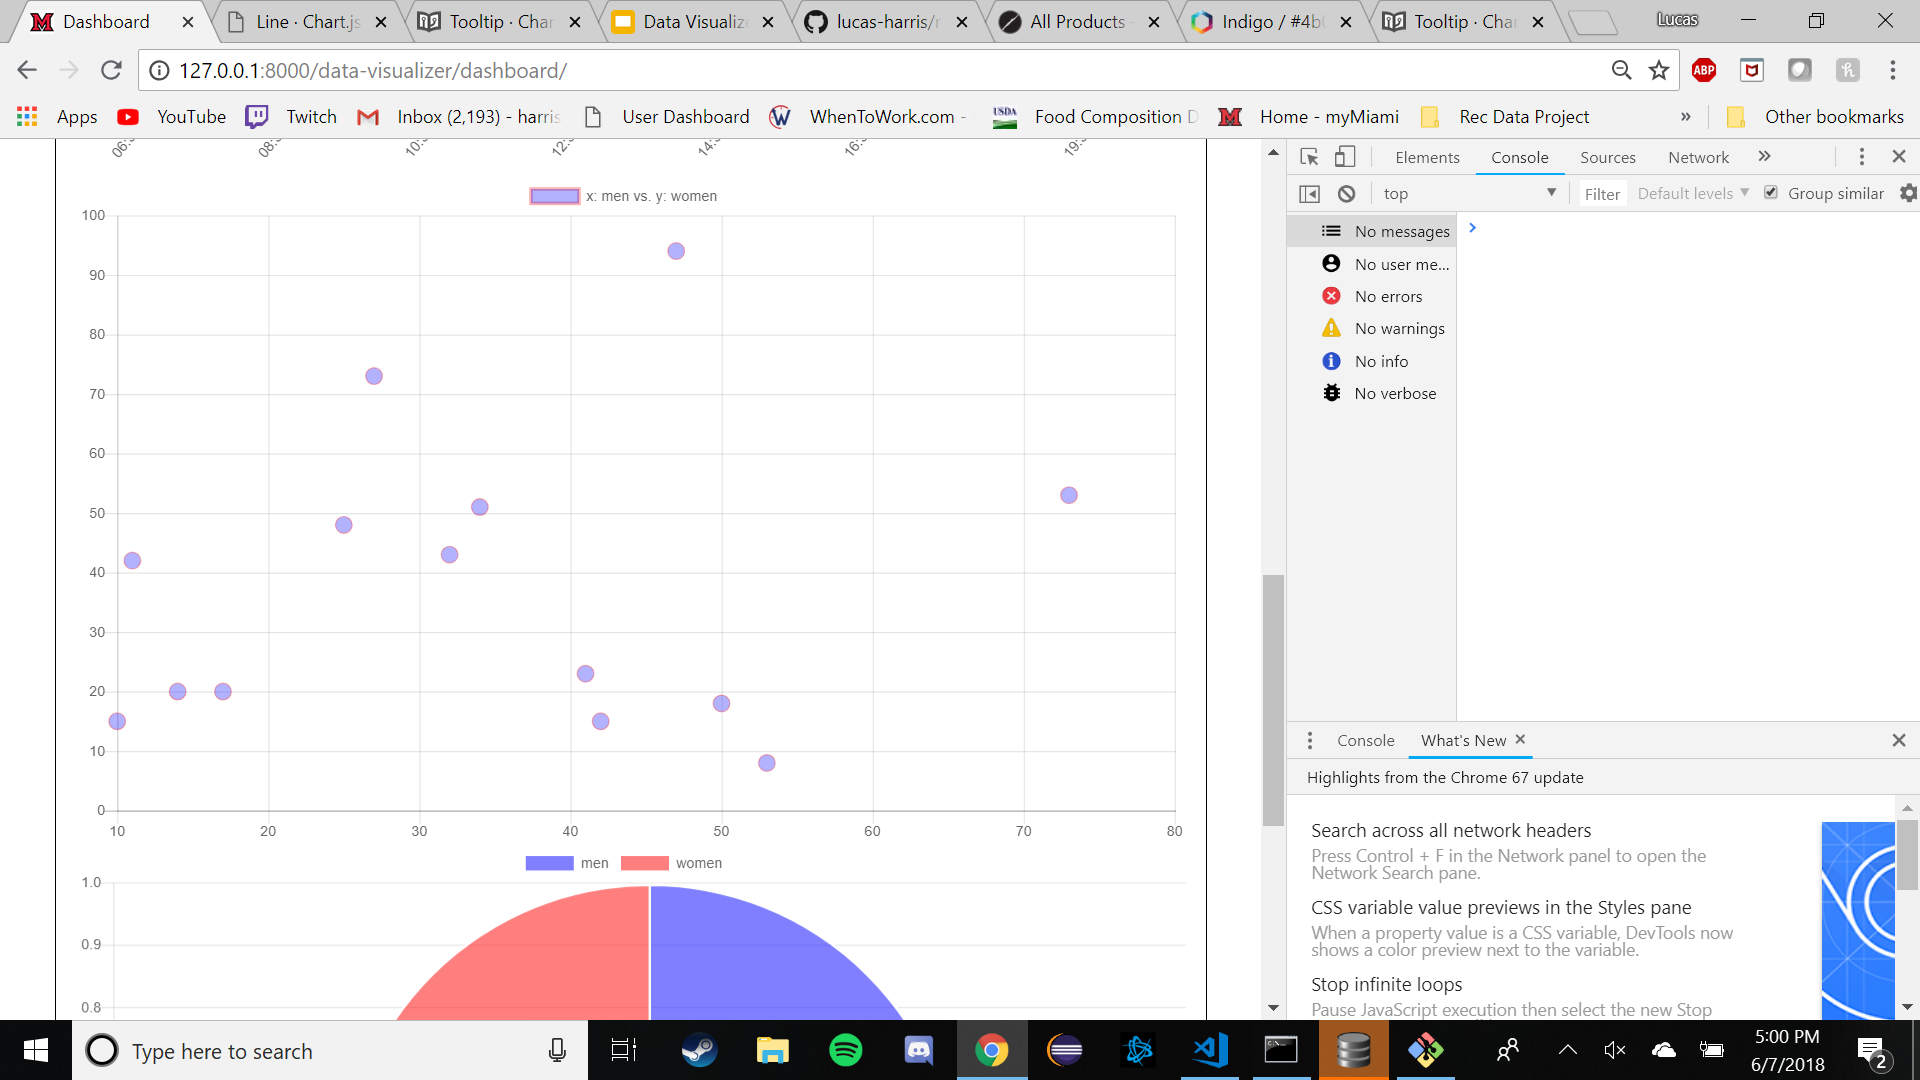 Dashboard
Line · Chart.js
Tooltip · Char
Data Visualiz
lucas-harris/r
All Products -
Indigo / #4b
Tooltip · Char
Lucas
127.0.0.1:8000/data-visualizer/dashboard/
ABP
Apps
YouTube
Twitch
Inbox (2,193) - harris
User Dashboard
WhenToWork.com -
USDA
Food Composition D
Home - myMiami
Rec Data Project
»
Other bookmarks
06:
08:
10:
12:
14:
16:
19:
x: men vs. y: women
100
90
80
70
60
50
40
30
20
10
0
10 20 30 40 50 60 70 80
men women
1.0
0.9
0.8
Elements Console Sources Network »
top Filter Default levels Group similar
No messages
No user me...
No errors
No warnings
No info
No verbose
Console What's New
Highlights from the Chrome 67 update
Search across all network headers
Press Control + F in the Network panel to open the
Network Search pane.
CSS variable value previews in the Styles pane
When a property value is a CSS variable, DevTools now
shows a color preview next to the variable.
Stop infinite loops
Pause JavaScript execution then select the new Stop
Type here to search
5:00 PM
6/7/2018
2